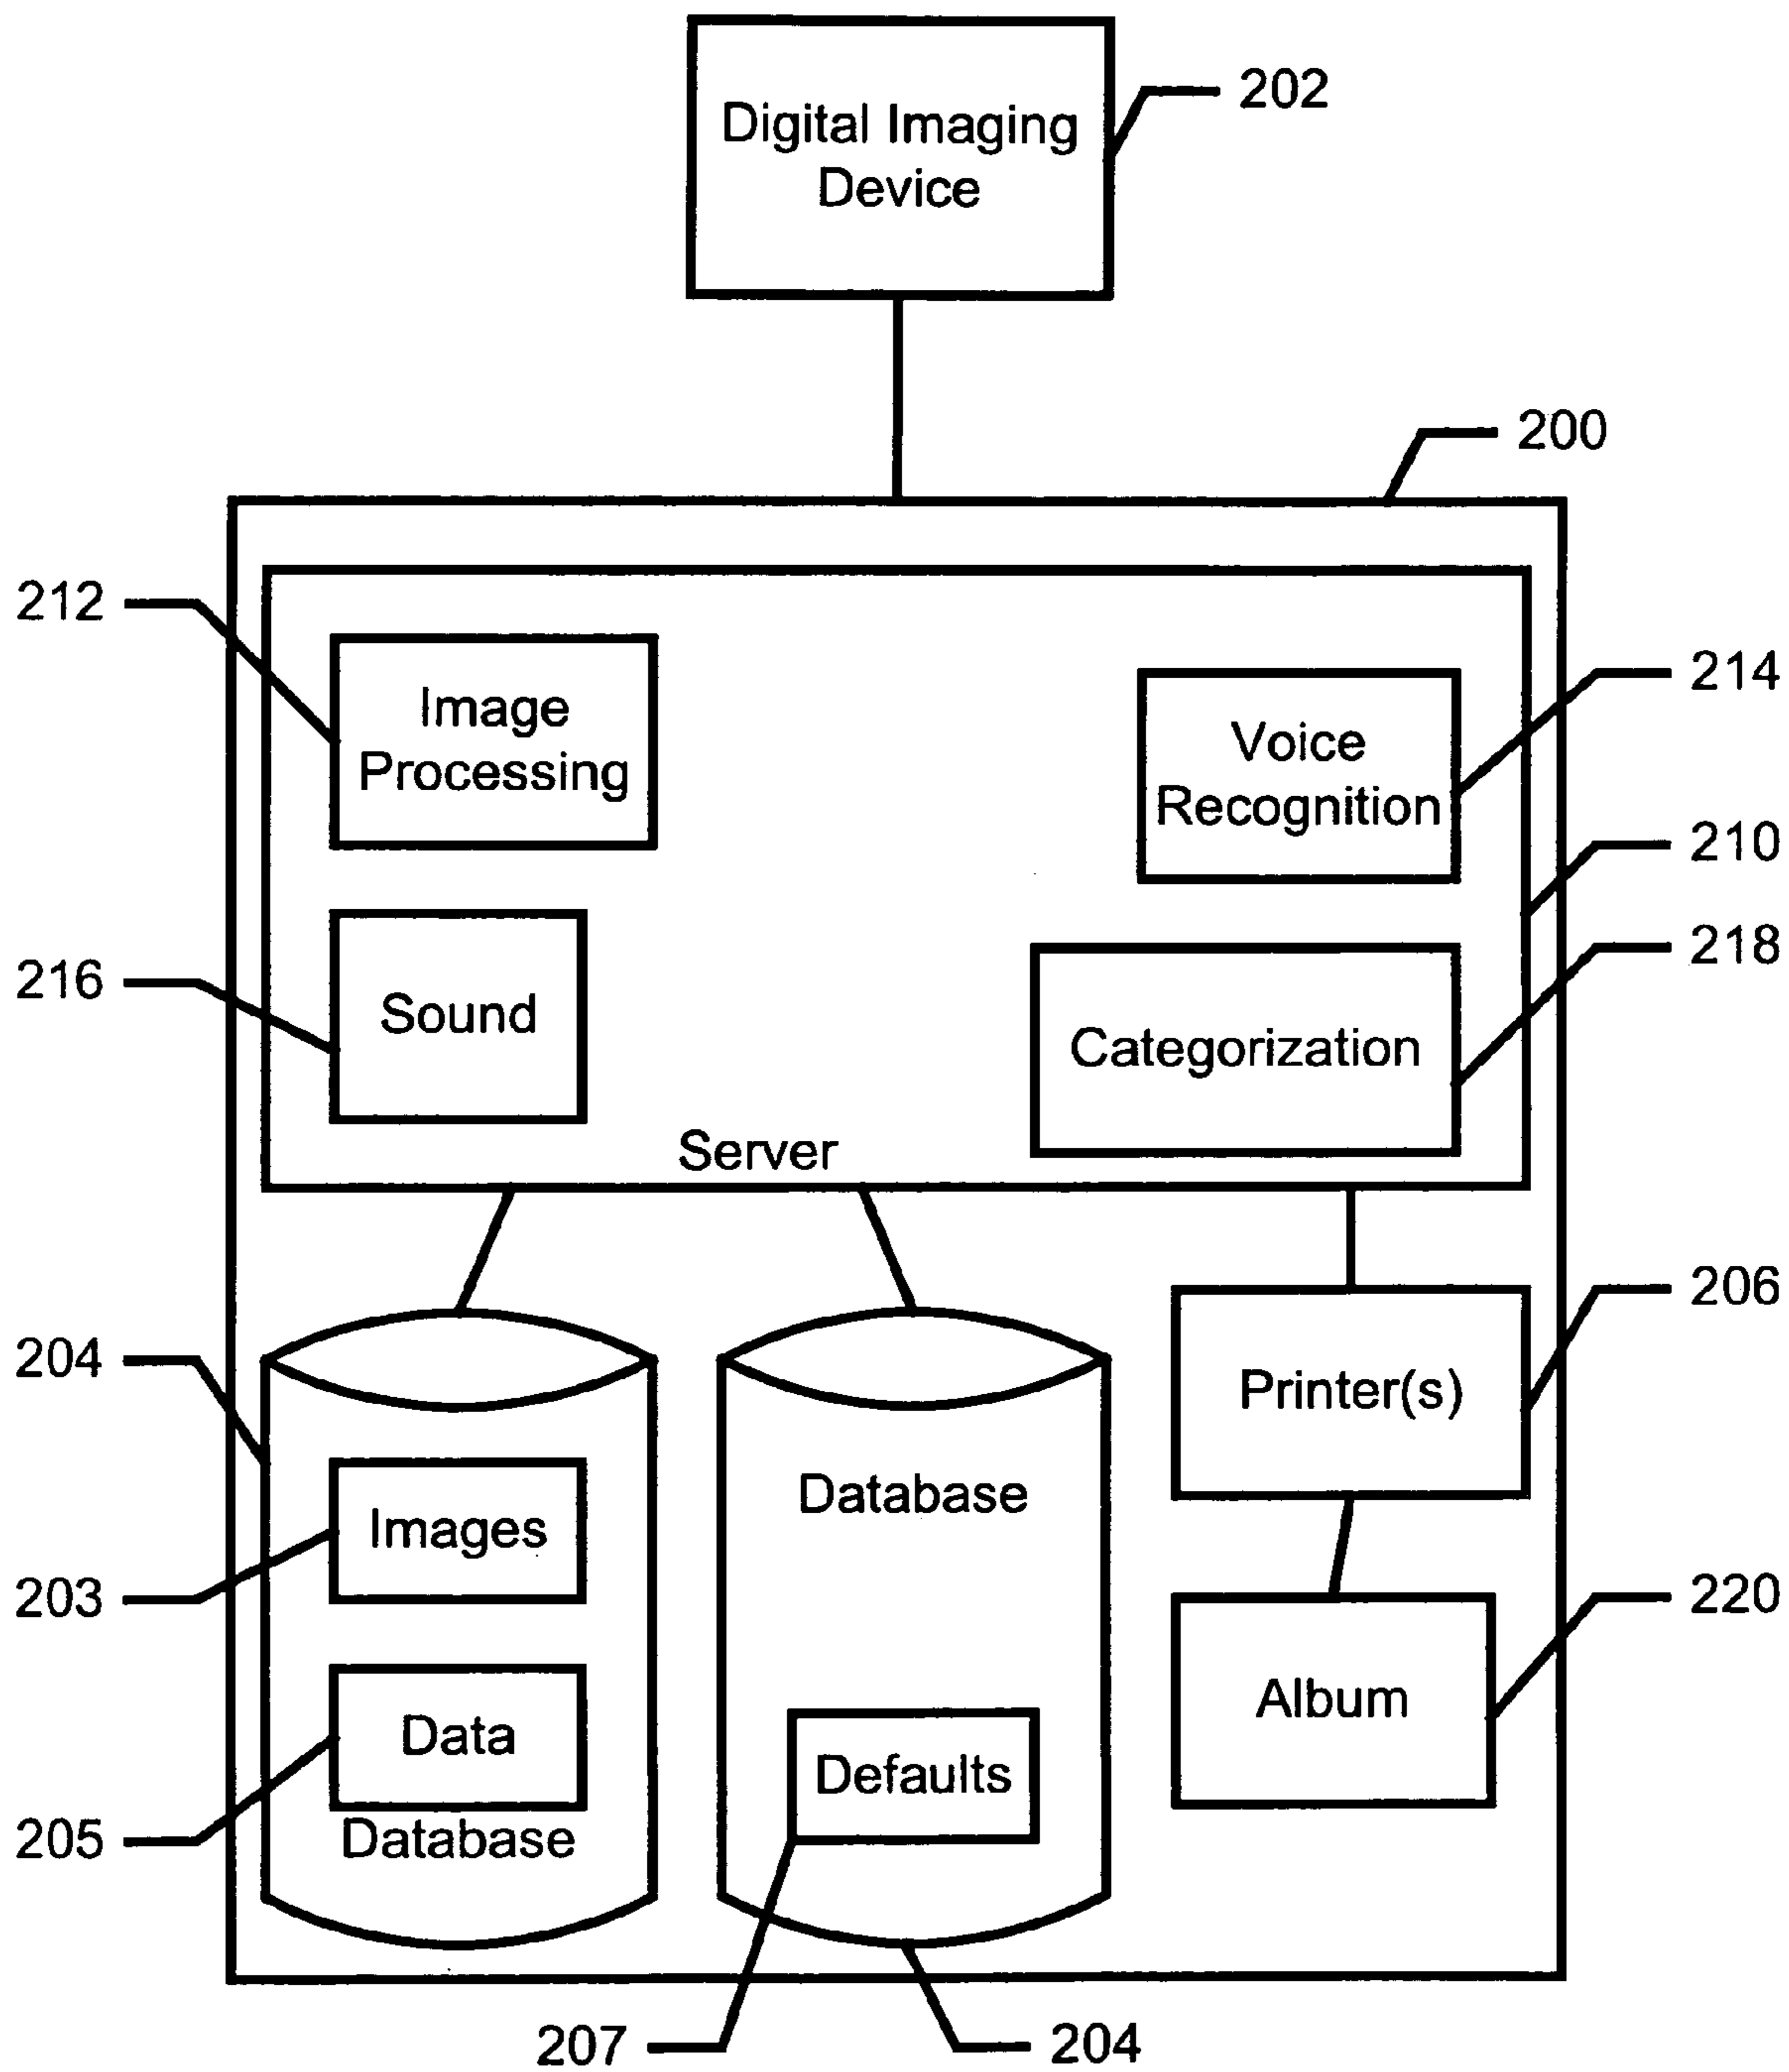 Digital Imaging
Device
202
200
212
Image
Processing
Voice
Recognition
214
210
216
Sound
Categorization
218
Server
204
Images
203
Data
205
Database
Database
Defaults
207
204
Printer(s)
206
Album
220